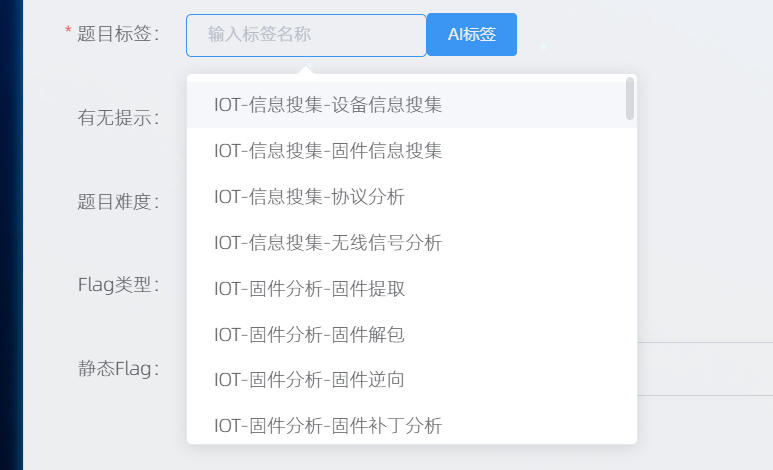 * 题目标签： 输入标签名称 AI标签
IOT-信息搜集-设备信息搜集
有无提示：
IOT-信息搜集-固件信息搜集
IOT-信息搜集-协议分析
题目难度：
IOT-信息搜集-无线信号分析
Flag类型：
IOT-固件分析-固件提取
IOT-固件分析-固件解包
静态Flag：
IOT-固件分析-固件逆向
IOT-固件分析-固件补丁分析